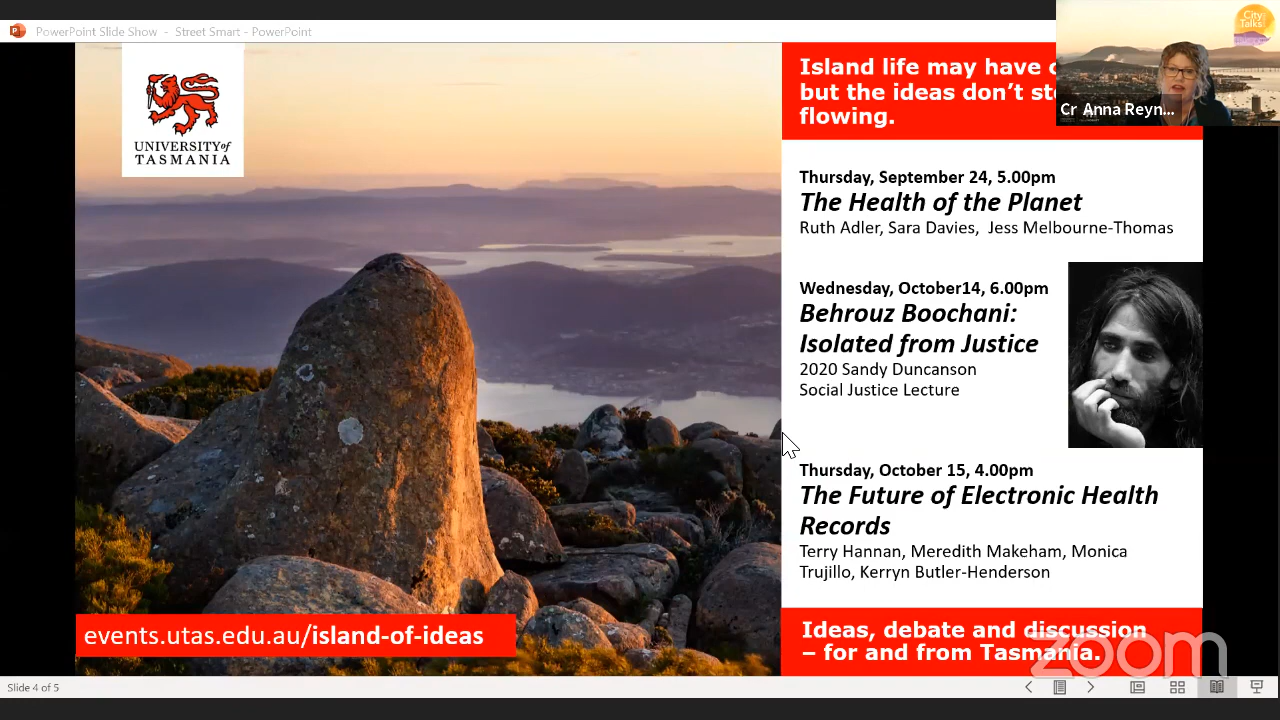 PowerPoint Slide Show - Street Smart - PowerPoint
City
Talks
Cr Anna Reyn...
UNIVERSITY of
TASMANIA
Island life may have
but the ideas don’t
flowing.
Thursday, September 24, 5.00pm
The Health of the Planet
Ruth Adler, Sara Davies, Jess Melbourne-Thomas
Wednesday, October14, 6.00pm
Behrouz Boochani:
Isolated from Justice
2020 Sandy Duncanson
Social Justice Lecture
Thursday, October 15, 4.00pm
The Future of Electronic Health
Records
Terry Hannan, Meredith Makeham, Monica
Trujillo, Kerryn Butler-Henderson
events.utas.edu.au/island-of-ideas
Ideas, debate and discussion
– for and from Tasmania.
zoom
Slide 4 of 5